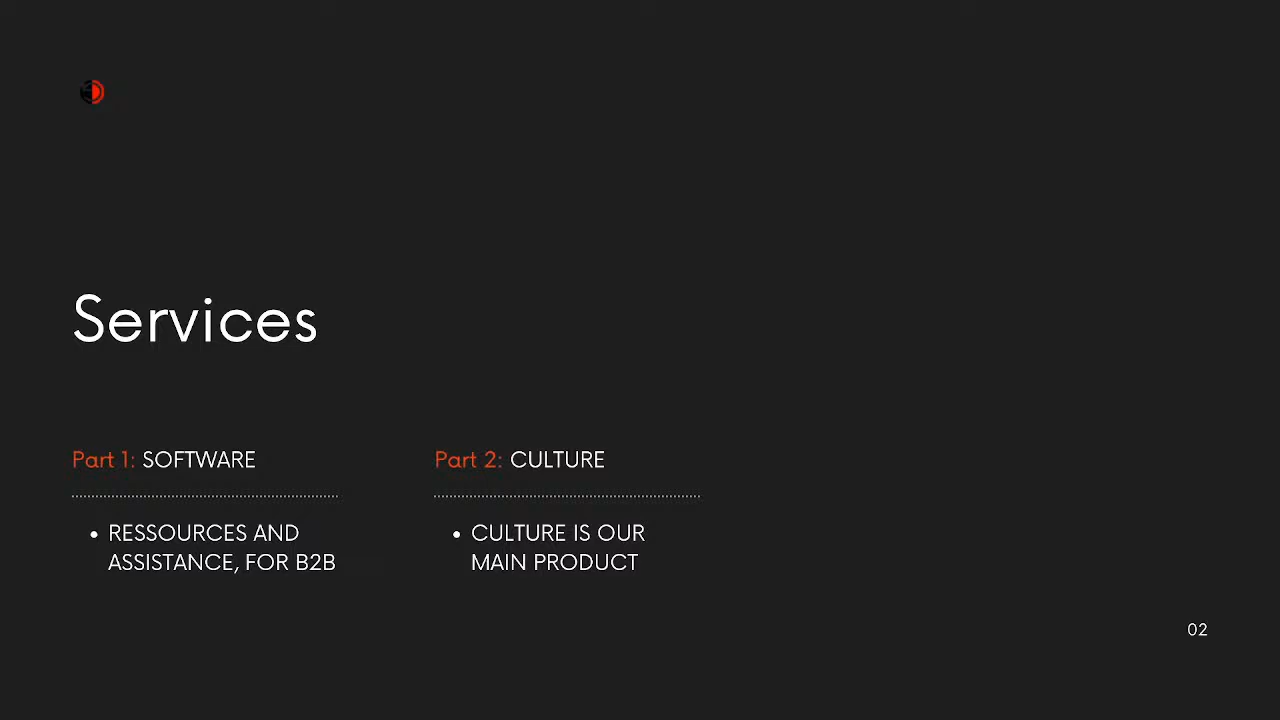 Services
Part 1: SOFTWARE
RESSOURCES AND
ASSISTANCE, FOR B2B
Part 2: CULTURE
CULTURE IS OUR
MAIN PRODUCT
02